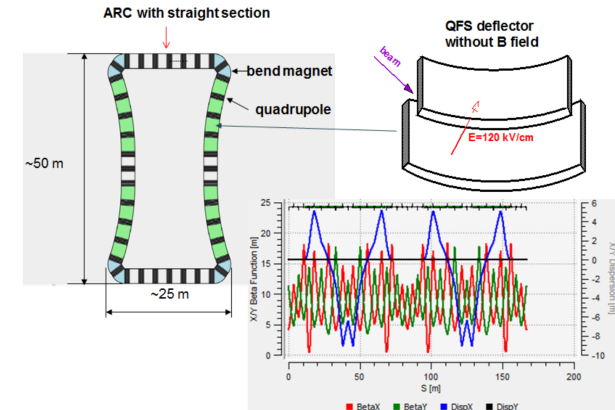 ARC with straight section
bend magnet
quadrupole
~50 m
~25 m
QFS deflector
without B field
beam
E=120 kV/cm
X/Y Beta Function [m]
25
20
15
10
5
0
6
4
2
0
-2
-4
-6
-8
-10
X/Y Dispersion [m]
0 50 100 150 200
S [m]
BetaX BetaY DispX DispY